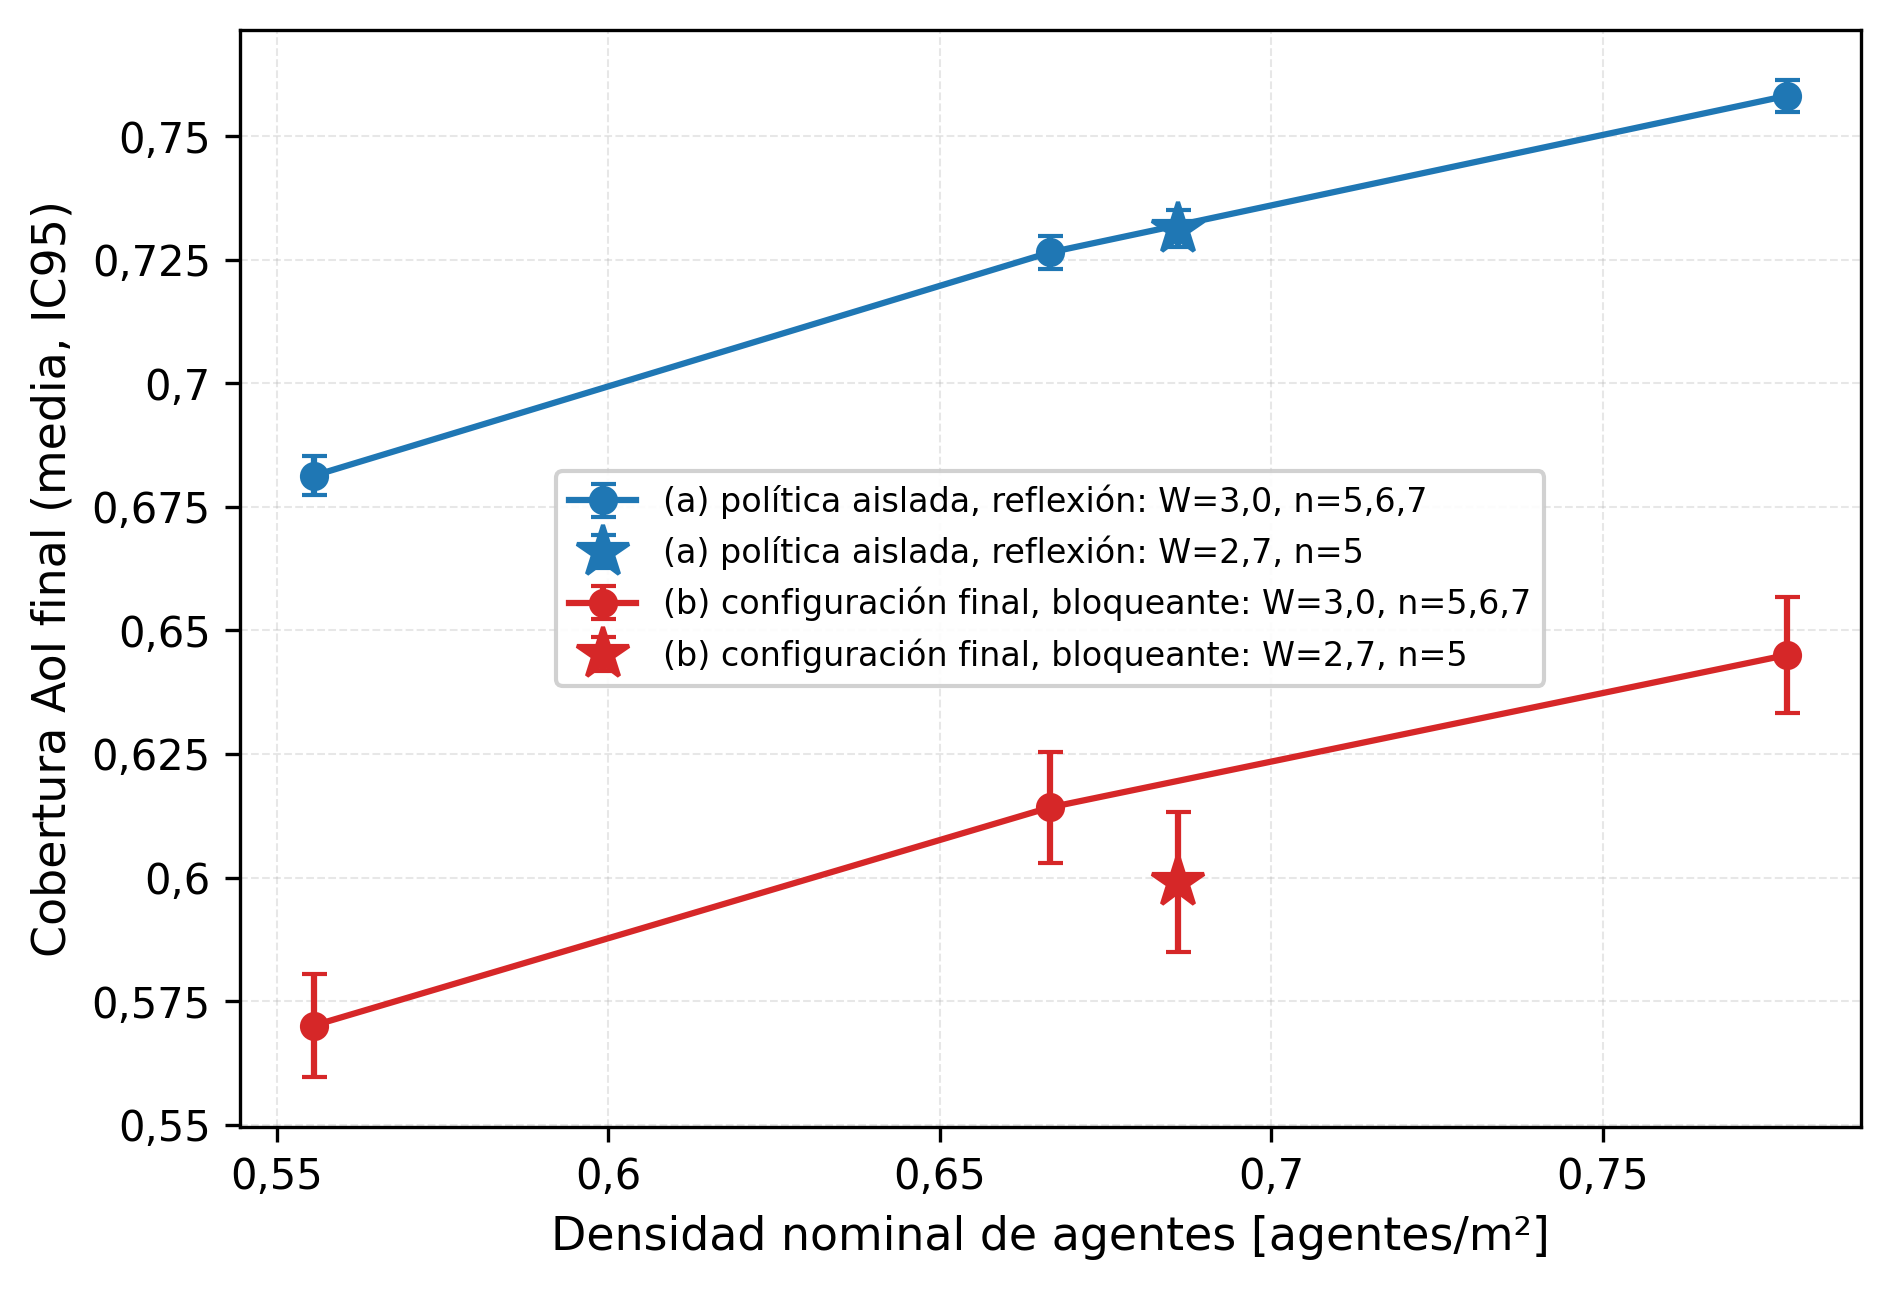 Cobertura AoI final (media, IC95)
0,75
0,725
0,7
0,675
0,65
0,625
0,6
0,575
0,55
(a) política aislada, reflexión: W=3,0, n=5,6,7
(a) política aislada, reflexión: W=2,7, n=5
(b) configuración final, bloqueante: W=3,0, n=5,6,7
(b) configuración final, bloqueante: W=2,7, n=5
0,55 0,6 0,65 0,7 0,75
Densidad nominal de agentes [agentes/m²]